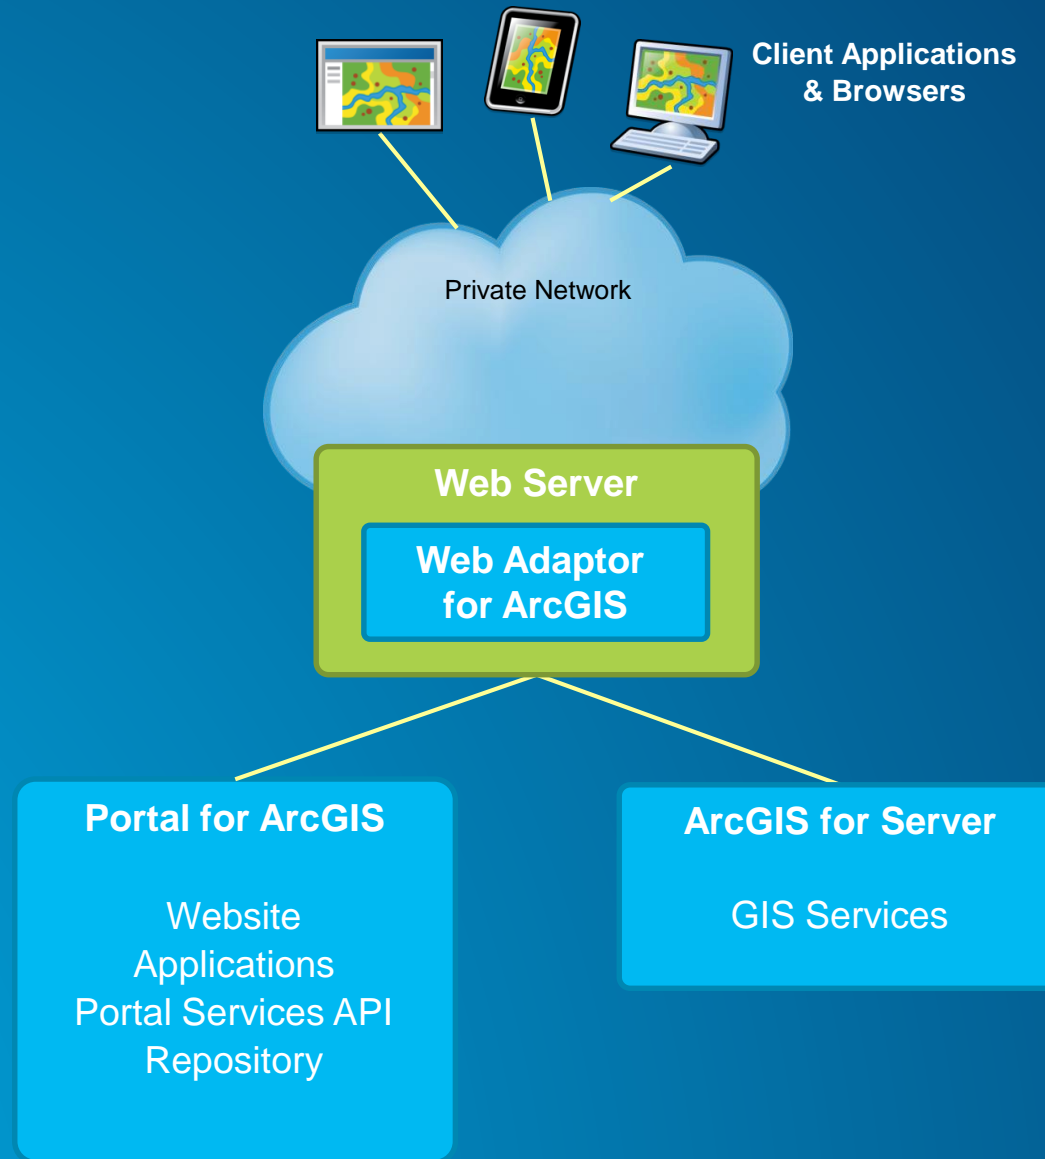 Client Applications
& Browsers
Private Network
Web Server
Web Adaptor
for ArcGIS
Portal for ArcGIS
Website
Applications
Portal Services API
Repository
ArcGIS for Server
GIS Services